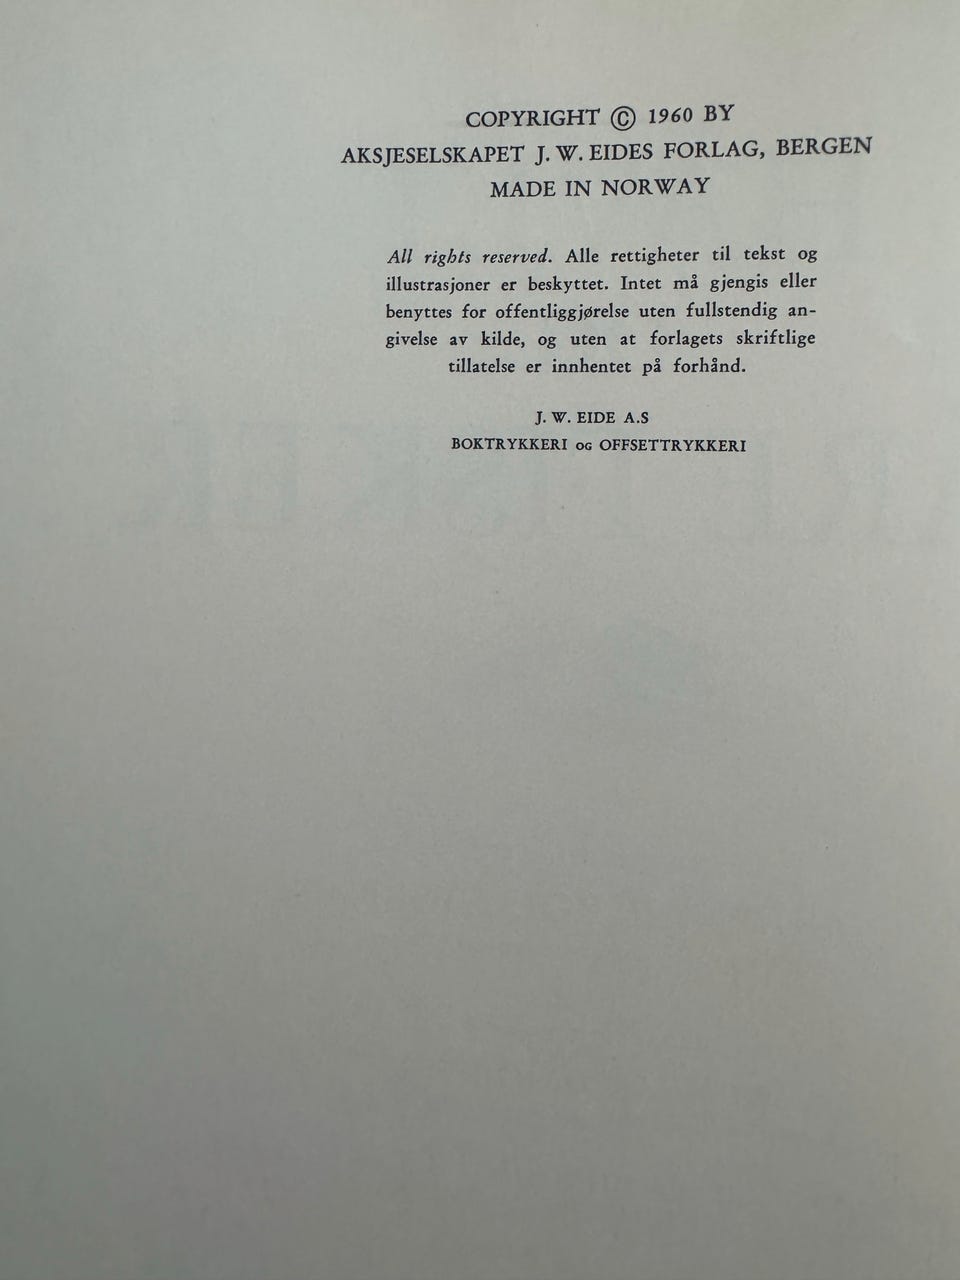 COPYRIGHT © 1960 BY
AKSJESELSKAPET J. W. EIDES FORLAG, BERGEN
MADE IN NORWAY
All rights reserved. Alle rettigheter til tekst og
illustrasjoner er beskyttet. Intet må gjengis eller
benyttes for offentliggjørelse uten fullstendig an-
givelse av kilde, og uten at forlagets skriftlige
tillatelse er innhentet på forhånd.
J. W. EIDE A.S
BOKTRYKKERI OG OFFSETTRYKKERI